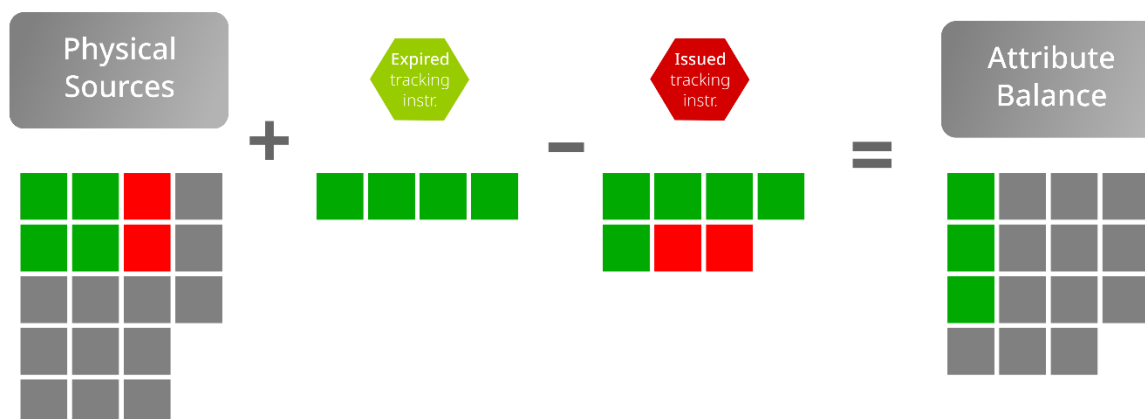 Physical
Sources
+
Expired
tracking
instr.
−
Issued
tracking
instr.
=
Attribute
Balance